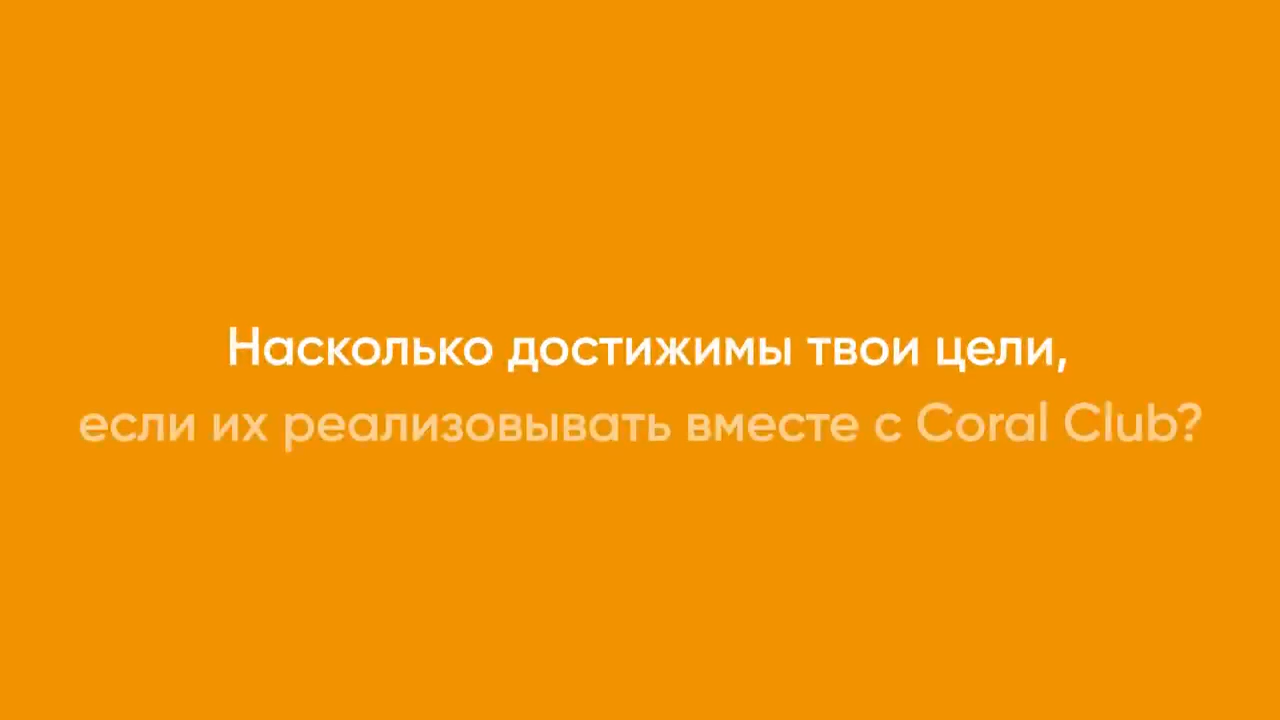 Насколько достижимы твои цели,
если их реализовывать вместе с Coral Club?